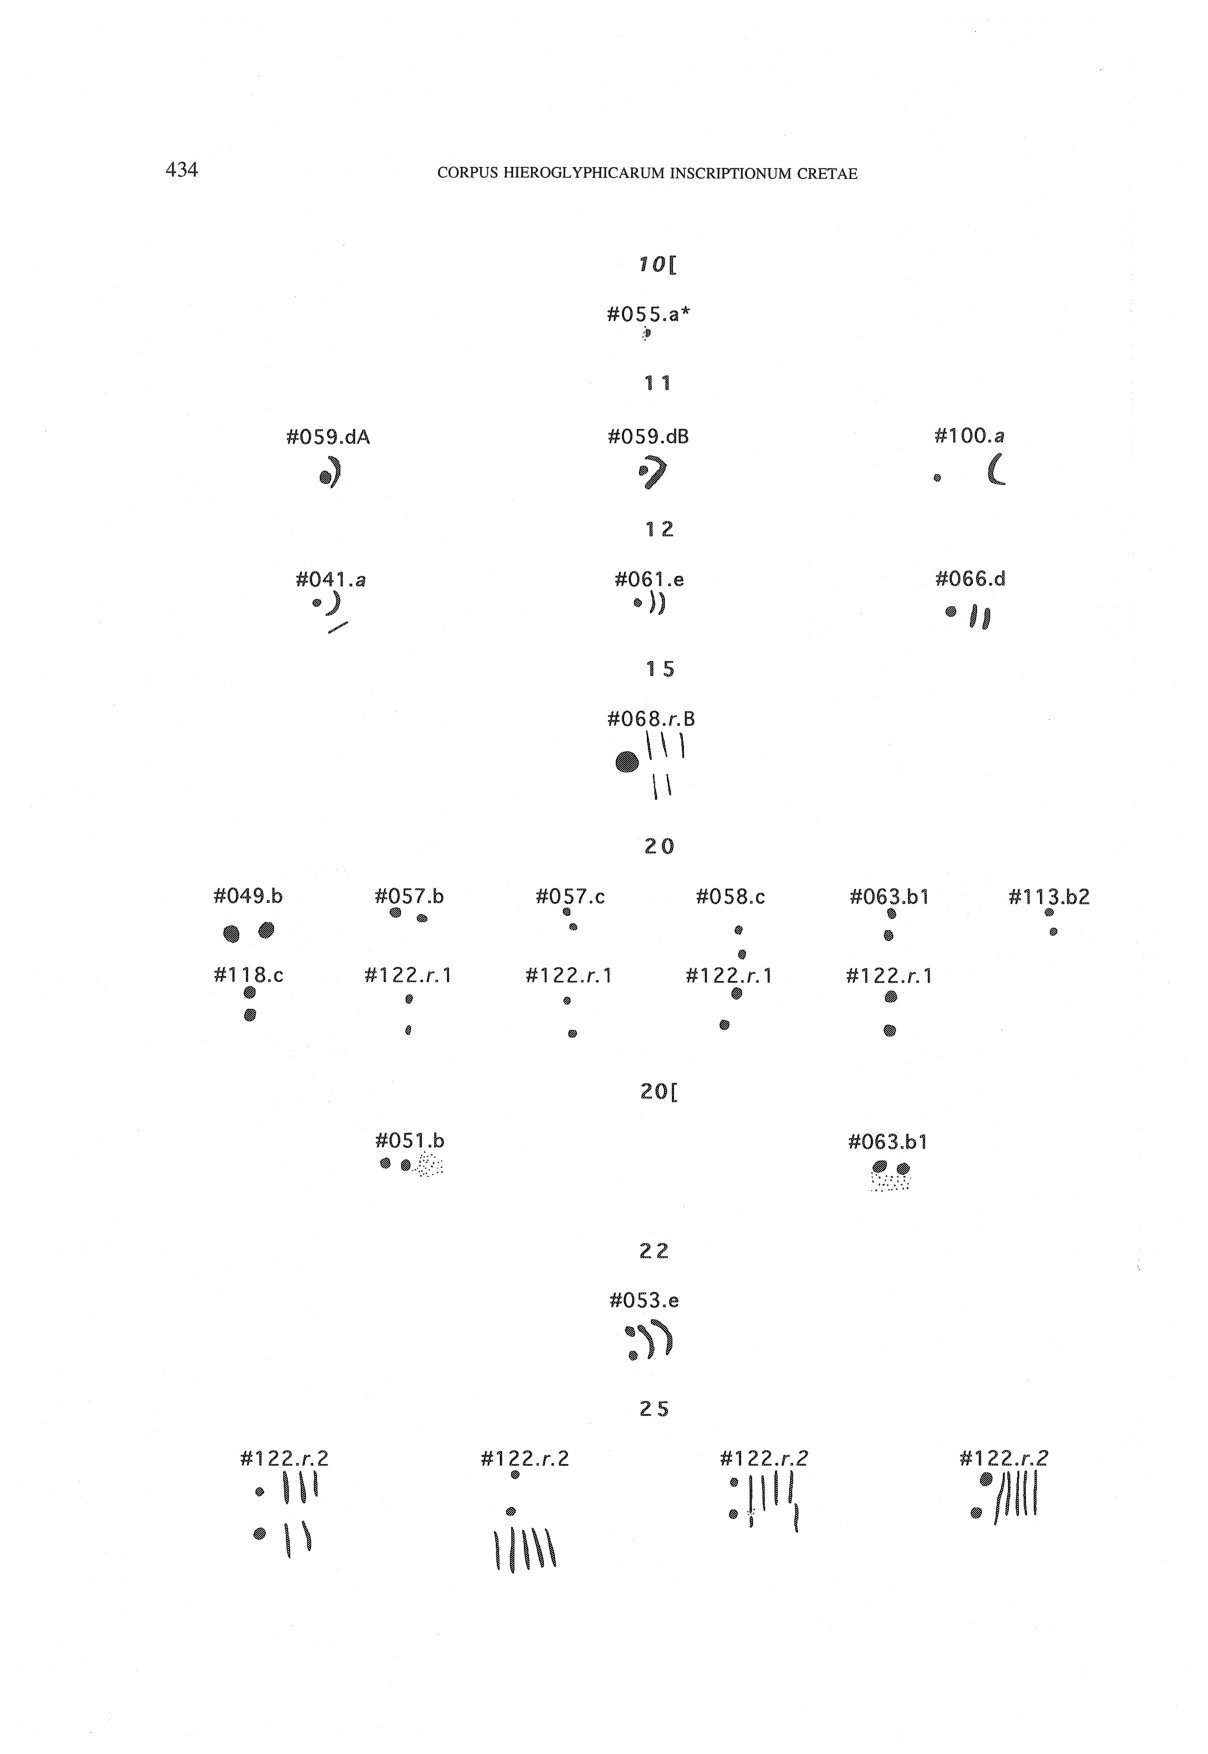 434 CORPUS HIEROGLYPHICARUM INSCRIPTIONUM CRETAE
10[
#055.a*
11
#059.dA #059.dB #100.a
12
#041.a #061.e #066.d
15
#068.r.B
20
#049.b #057.b #057.c #058.c #063.b1 #113.b2
#118.c #122.r.1 #122.r.1 #122.r.1 #122.r.1
20[
#051.b #063.b1
22
#053.e
25
#122.r.2 #122.r.2 #122.r.2 #122.r.2